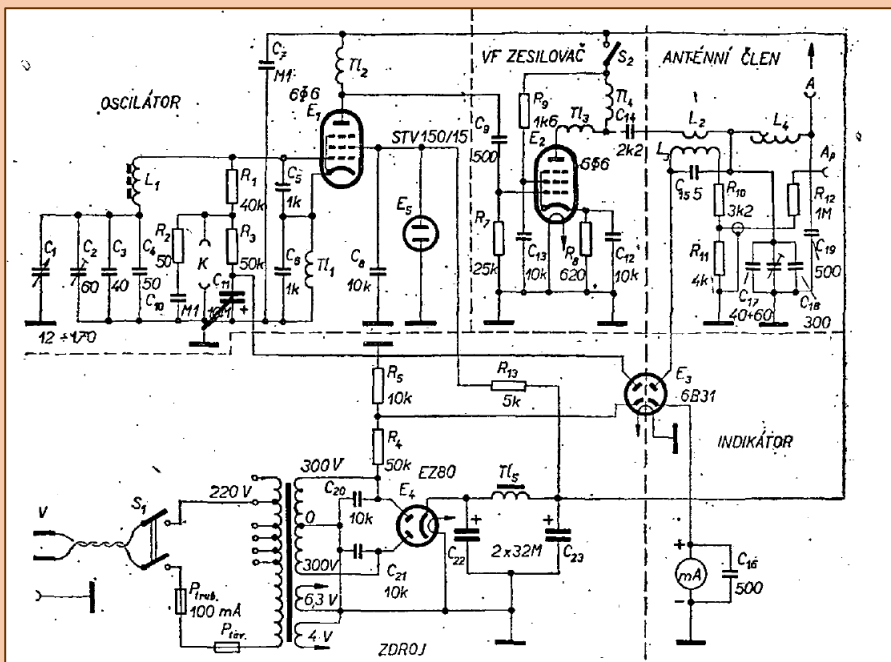 OSCILÁTOR
VF ZESILOVAČ
ANTÉNNÍ ČLEN
C7
M1
Tl2
6Ф6
E1
STV150/15
C9
500
R9
1k6
E2
S2
Tl4
Tl3
C14
2k2
6Ф6
L2
L4
A
L3
Ap
C15 5
R10
3k2
R12
1M
L1
R1
40k
C5
1k
E5
C1
C2
60
C3
40
C4
50
R2
50
C10
M1
K
R3
50k
C11
C6
1k
Tl1
C8
10k
R7
25k
C13
10k
R8
620
C12
10k
R11
4k
C19
500
C17
40+60
C18
300
12 ÷ 470
R5
10k
R13
5k
E3
6B31
R4
50k
INDIKÁTOR
V
S1
220 V
300 V
0
300V
C20
10k
E4
EZ80
Tl5
C21
10k
C22
2x32M
C23
+
+
Ptrub.
100 mA
Ptav.
6,3 V
4 V
ZDROJ
+
mA
-
C16
500